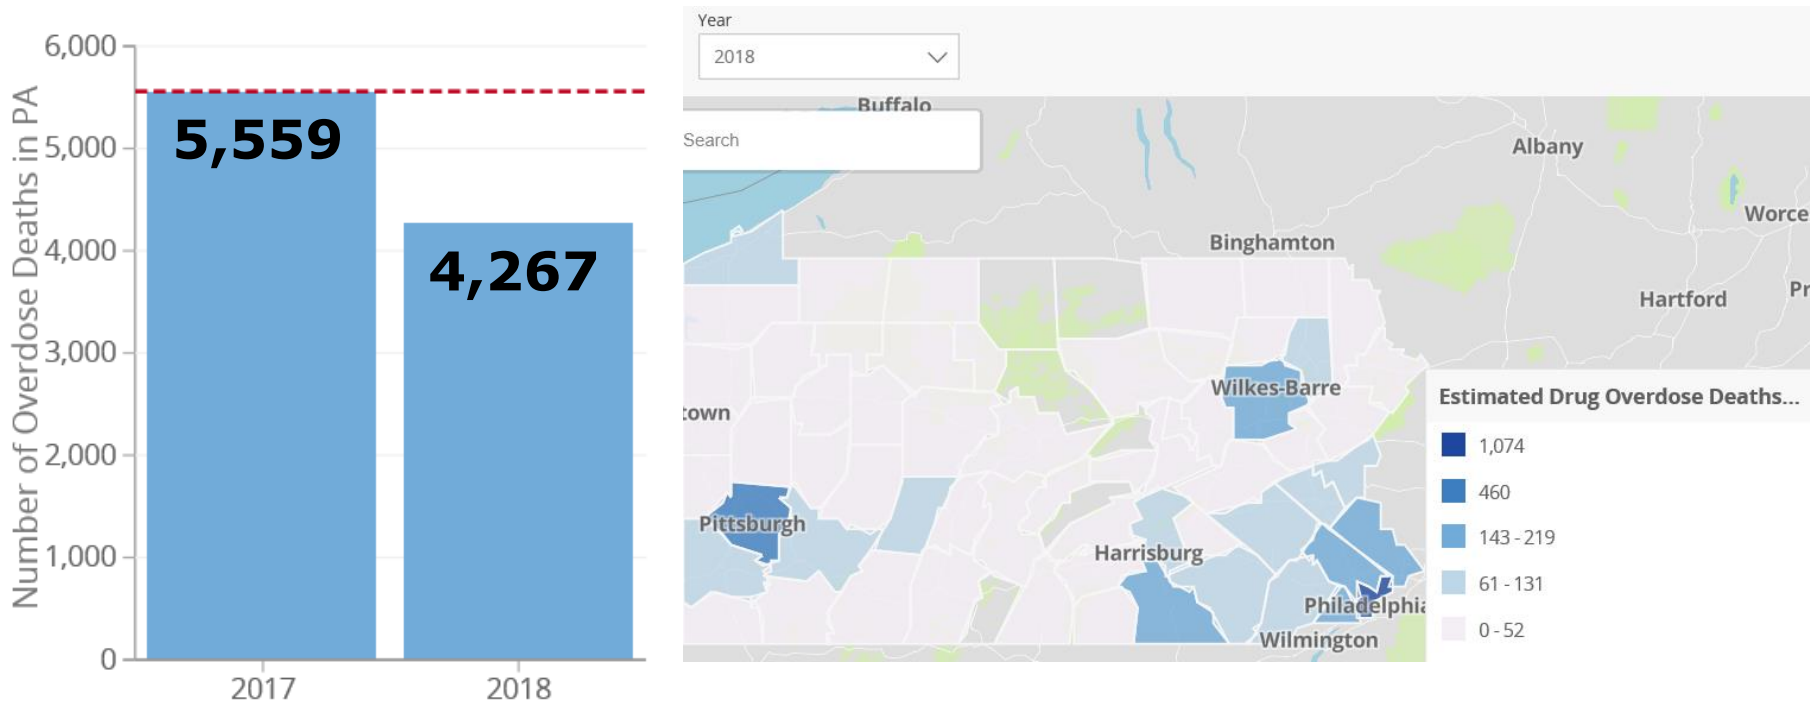 Number of Overdose Deaths in PA
6,000
5,000
4,000
3,000
2,000
1,000
0
5,559
4,267
2017
2018
Year
2018
Buffalo
Search
Albany
Worce
Binghamton
Hartford
Pr
Wilkes-Barre
town
Pittsburgh
Harrisburg
Philadelphia
Wilmington
Estimated Drug Overdose Deaths...
1,074
460
143 - 219
61 - 131
0 - 52